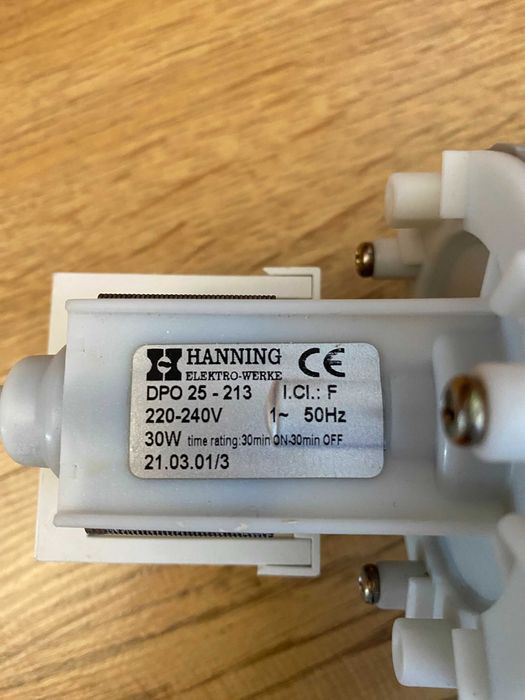 HANNING CE
ELEKTRO-WERKE
DPO 25 - 213 I.Cl.: F
220-240V 1~ 50Hz
30W time rating:30min ON-30min OFF
21.03.01/3